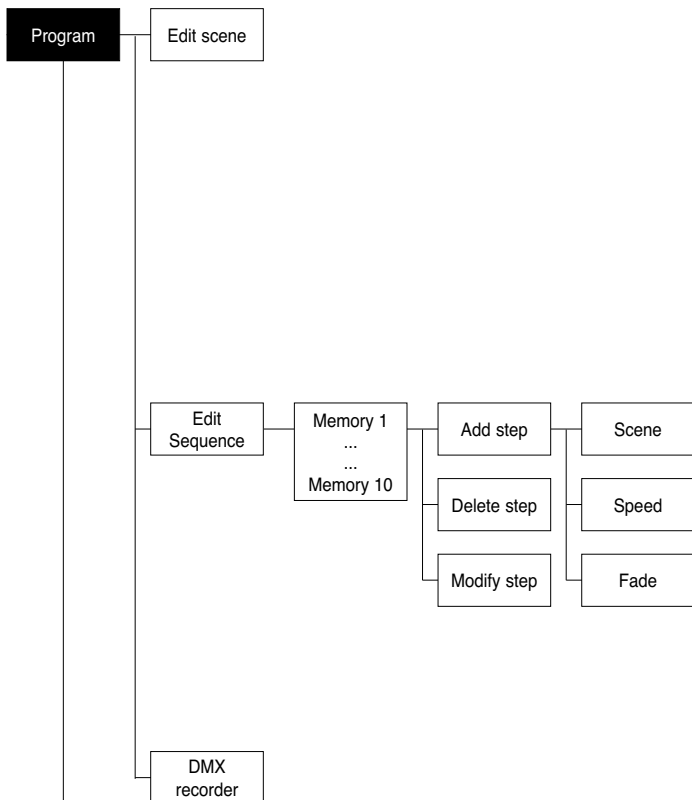 Program
Edit scene
Edit
Sequence
Memory 1
...
...
Memory 10
Add step
Scene
Delete step
Speed
Modify step
Fade
DMX
recorder